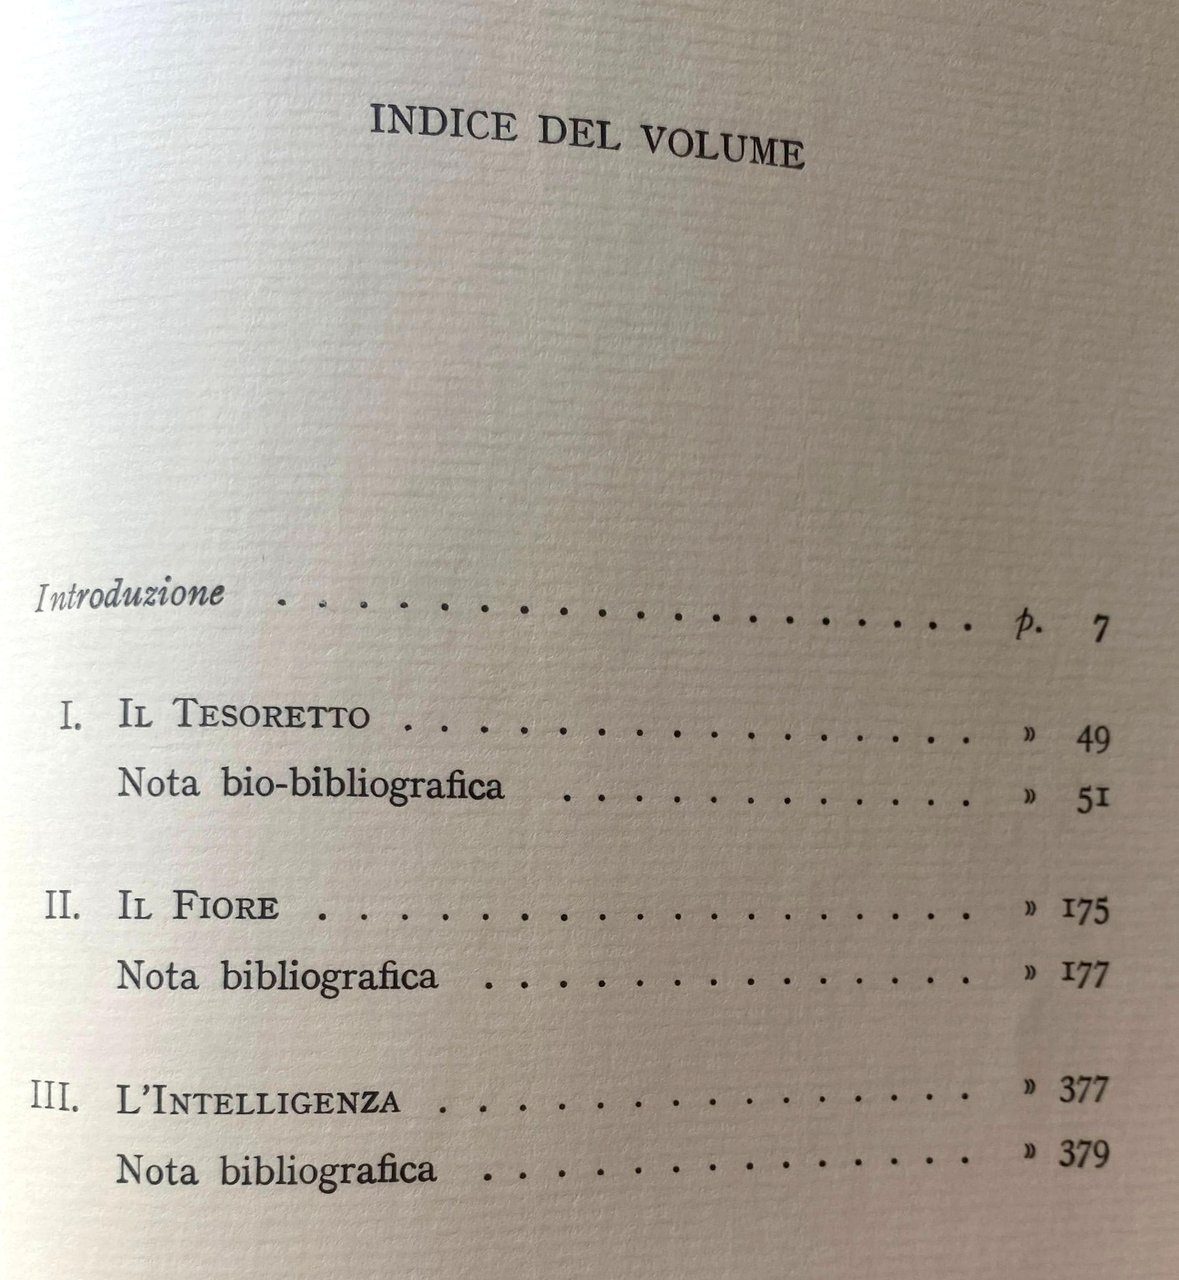 INDICE DEL VOLUME
Introduzione . . . . . . . . . . . . . . . . . . p. 7
I. Il Tesoretto . . . . . . . . . . . . . . . » 49
Nota bio-bibliografica . . . . . . . . . . . » 51
II. Il Fiore . . . . . . . . . . . . . . . . . » 175
Nota bibliografica . . . . . . . . . . . . . » 177
III. L'Intelligenza . . . . . . . . . . . . . . » 377
Nota bibliografica . . . . . . . . . . . . . » 379